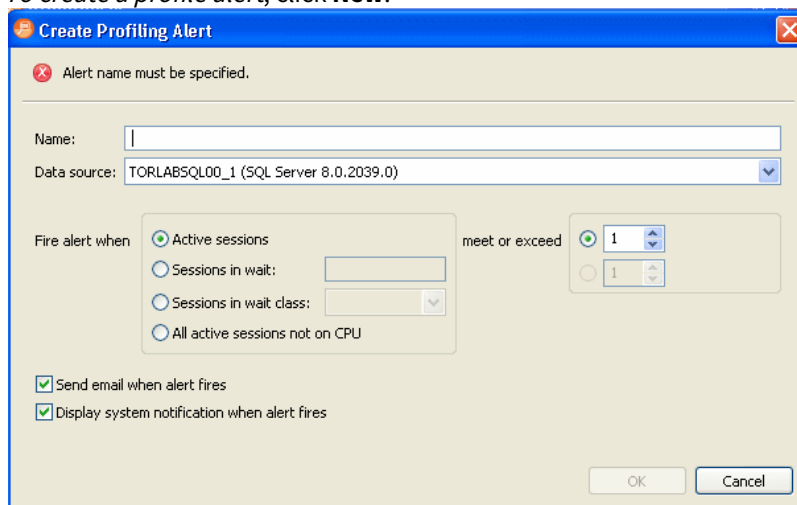 To create a profile alert, click New.
Create Profiling Alert
Alert name must be specified.
Name:
Data source: TORLABSQL00_1 (SQL Server 8.0.2039.0)
Fire alert when
Active sessions
meet or exceed
1
Sessions in wait:
1
Sessions in wait class:
All active sessions not on CPU
Send email when alert fires
Display system notification when alert fires
OK
Cancel